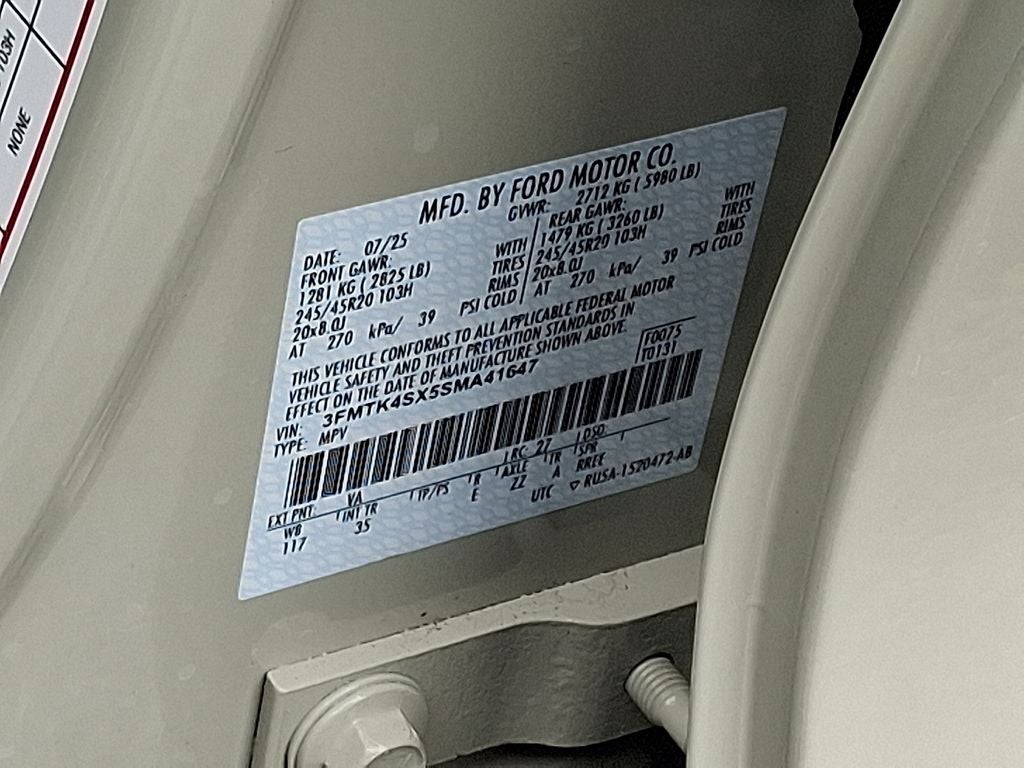 103H
NONE
MFD. BY FORD MOTOR CO.
DATE: 07/25
GVWR: 2712 KG ( 5980 LB)
FRONT GAWR:
1281 KG ( 2825 LB) WITH
245/45R20 103H TIRES
20x8.0J RIMS
AT 270 kPa/ 39 PSI COLD
REAR GAWR:
1479 KG ( 3260 LB) WITH
245/45R20 103H TIRES
20x8.0J RIMS
AT 270 kPa/ 39 PSI COLD
THIS VEHICLE CONFORMS TO ALL APPLICABLE FEDERAL MOTOR
VEHICLE SAFETY AND THEFT PREVENTION STANDARDS IN
EFFECT ON THE DATE OF MANUFACTURE SHOWN ABOVE.
VIN: 3FMTK4SX5SMA41647
TYPE: MPV
F0075
T0131
EXT PNT: VA LRC: 27 DSO:
WB INT TR TP/PS R AXLE TR SPR
117 35 E ZZ A RREE
UTC ▽ RU5A-1520472-AB